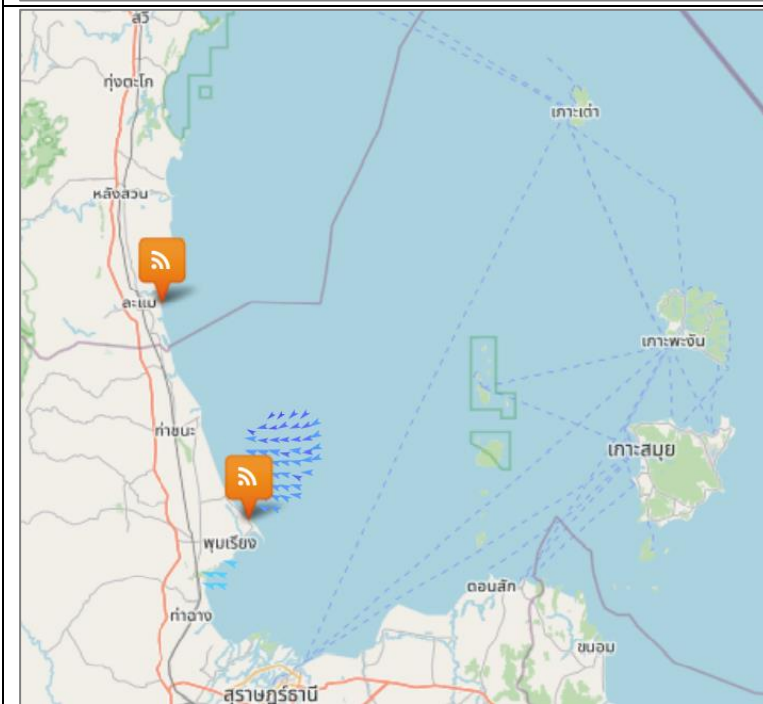 สวี
ทุ่งตะโก
เกาะเต่า
หลังสวน
ละแม
เกาะพะงัน
ท่าชนะ
เกาะสมุย
พุมเรียง
ดอนสัก
ท่าฉาง
ขนอม
สุราษฎร์ธานี